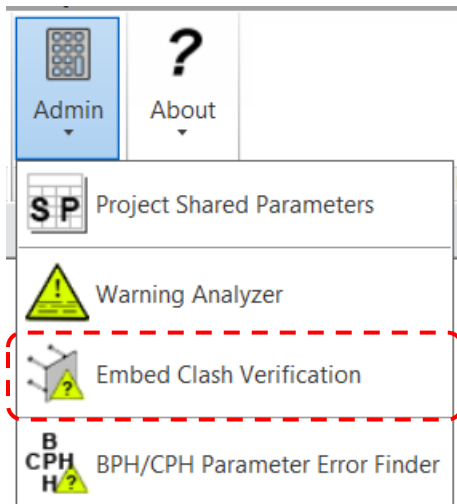 ?
Admin
About
S P
Project Shared Parameters
!
Warning Analyzer
?
Embed Clash Verification
B
CPH
H ?
BPH/CPH Parameter Error Finder